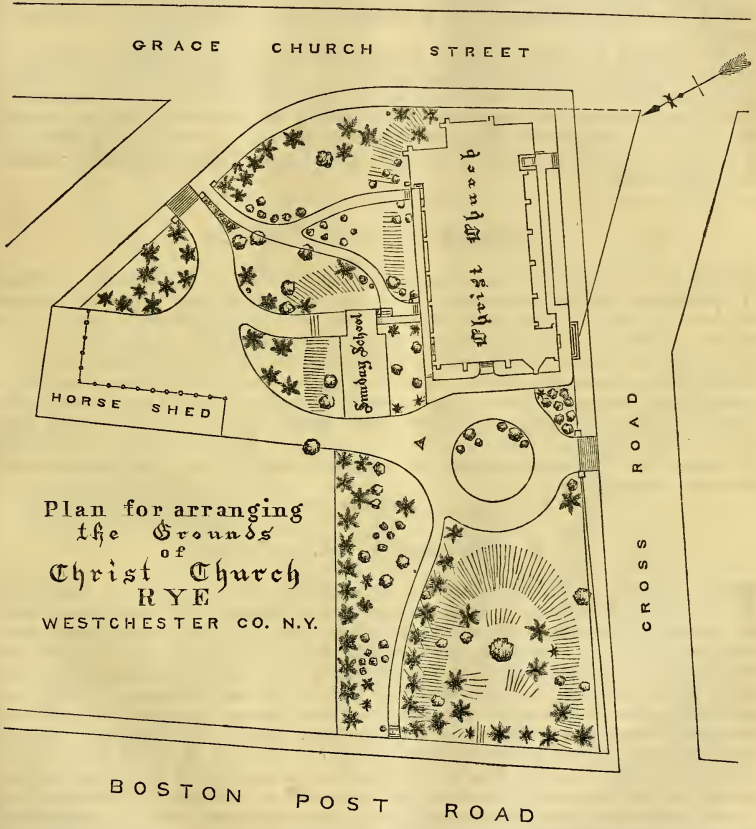 GRACE CHURCH STREET
Christ Church
Sunday School
HORSE SHED
A
CROSS ROAD
Plan for arranging
the Grounds
of
Christ Church
RYE
WESTCHESTER CO. N.Y.
BOSTON POST ROAD